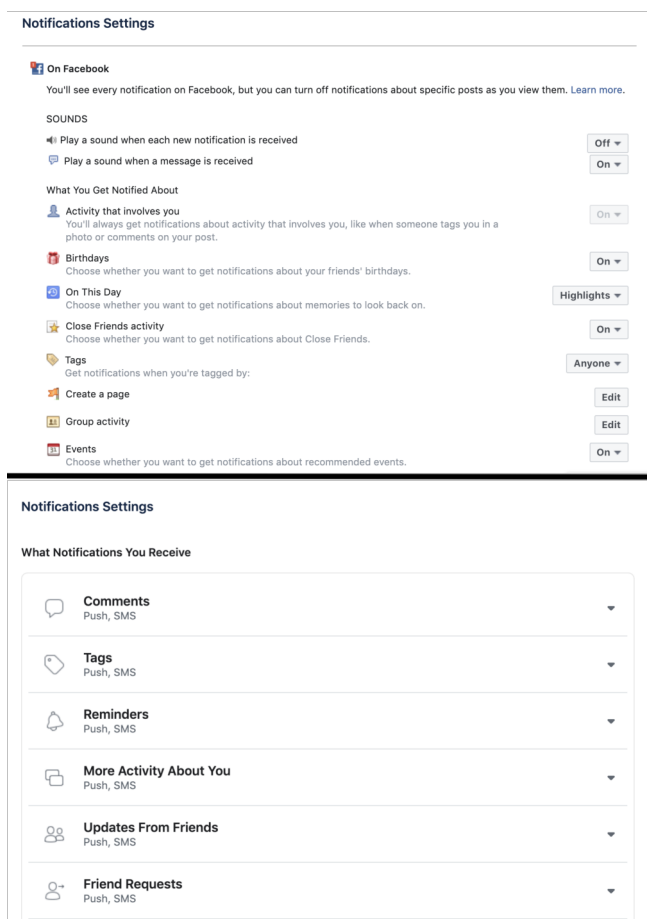 Notifications Settings
On Facebook
You'll see every notification on Facebook, but you can turn off notifications about specific posts as you view them. Learn more.
SOUNDS
Play a sound when each new notification is received
Off
Play a sound when a message is received
On
What You Get Notified About
Activity that involves you
On
You'll always get notifications about activity that involves you, like when someone tags you in a
photo or comments on your post.
Birthdays
On
Choose whether you want to get notifications about your friends' birthdays.
On This Day
Highlights
Choose whether you want to get notifications about memories to look back on.
Close Friends activity
On
Choose whether you want to get notifications about Close Friends.
Tags
Anyone
Get notifications when you're tagged by:
Create a page
Edit
Group activity
Edit
Events
On
Choose whether you want to get notifications about recommended events.
Notifications Settings
What Notifications You Receive
Comments
Push, SMS
Tags
Push, SMS
Reminders
Push, SMS
More Activity About You
Push, SMS
Updates From Friends
Push, SMS
Friend Requests
Push, SMS